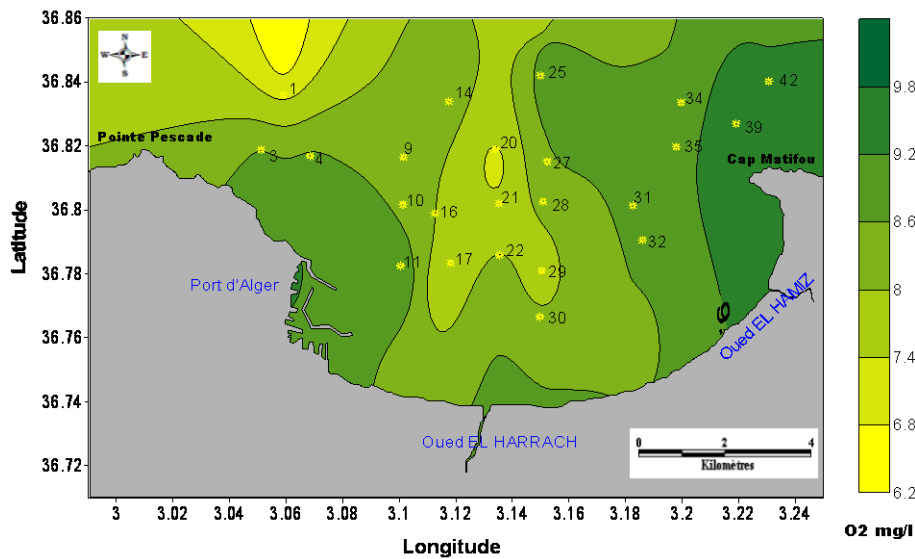 36.86
36.84
36.82
36.8
36.78
36.76
36.74
36.72
Latitude
N
W E
S
1
25
14
34
42
39
Pointe Pescade
3
4
9
20
27
35
Cap Matifou
10
16
21
28
31
32
11
17
22
29
30
Port d'Alger
9.
Oued EL HAMIZ
Oued EL HARRACH
0 2 4
Kilomètres
3 3.02 3.04 3.06 3.08 3.1 3.12 3.14 3.16 3.18 3.2 3.22 3.24
Longitude
9.8
9.2
8.6
8
7.4
6.8
6.2
O2 mg/l